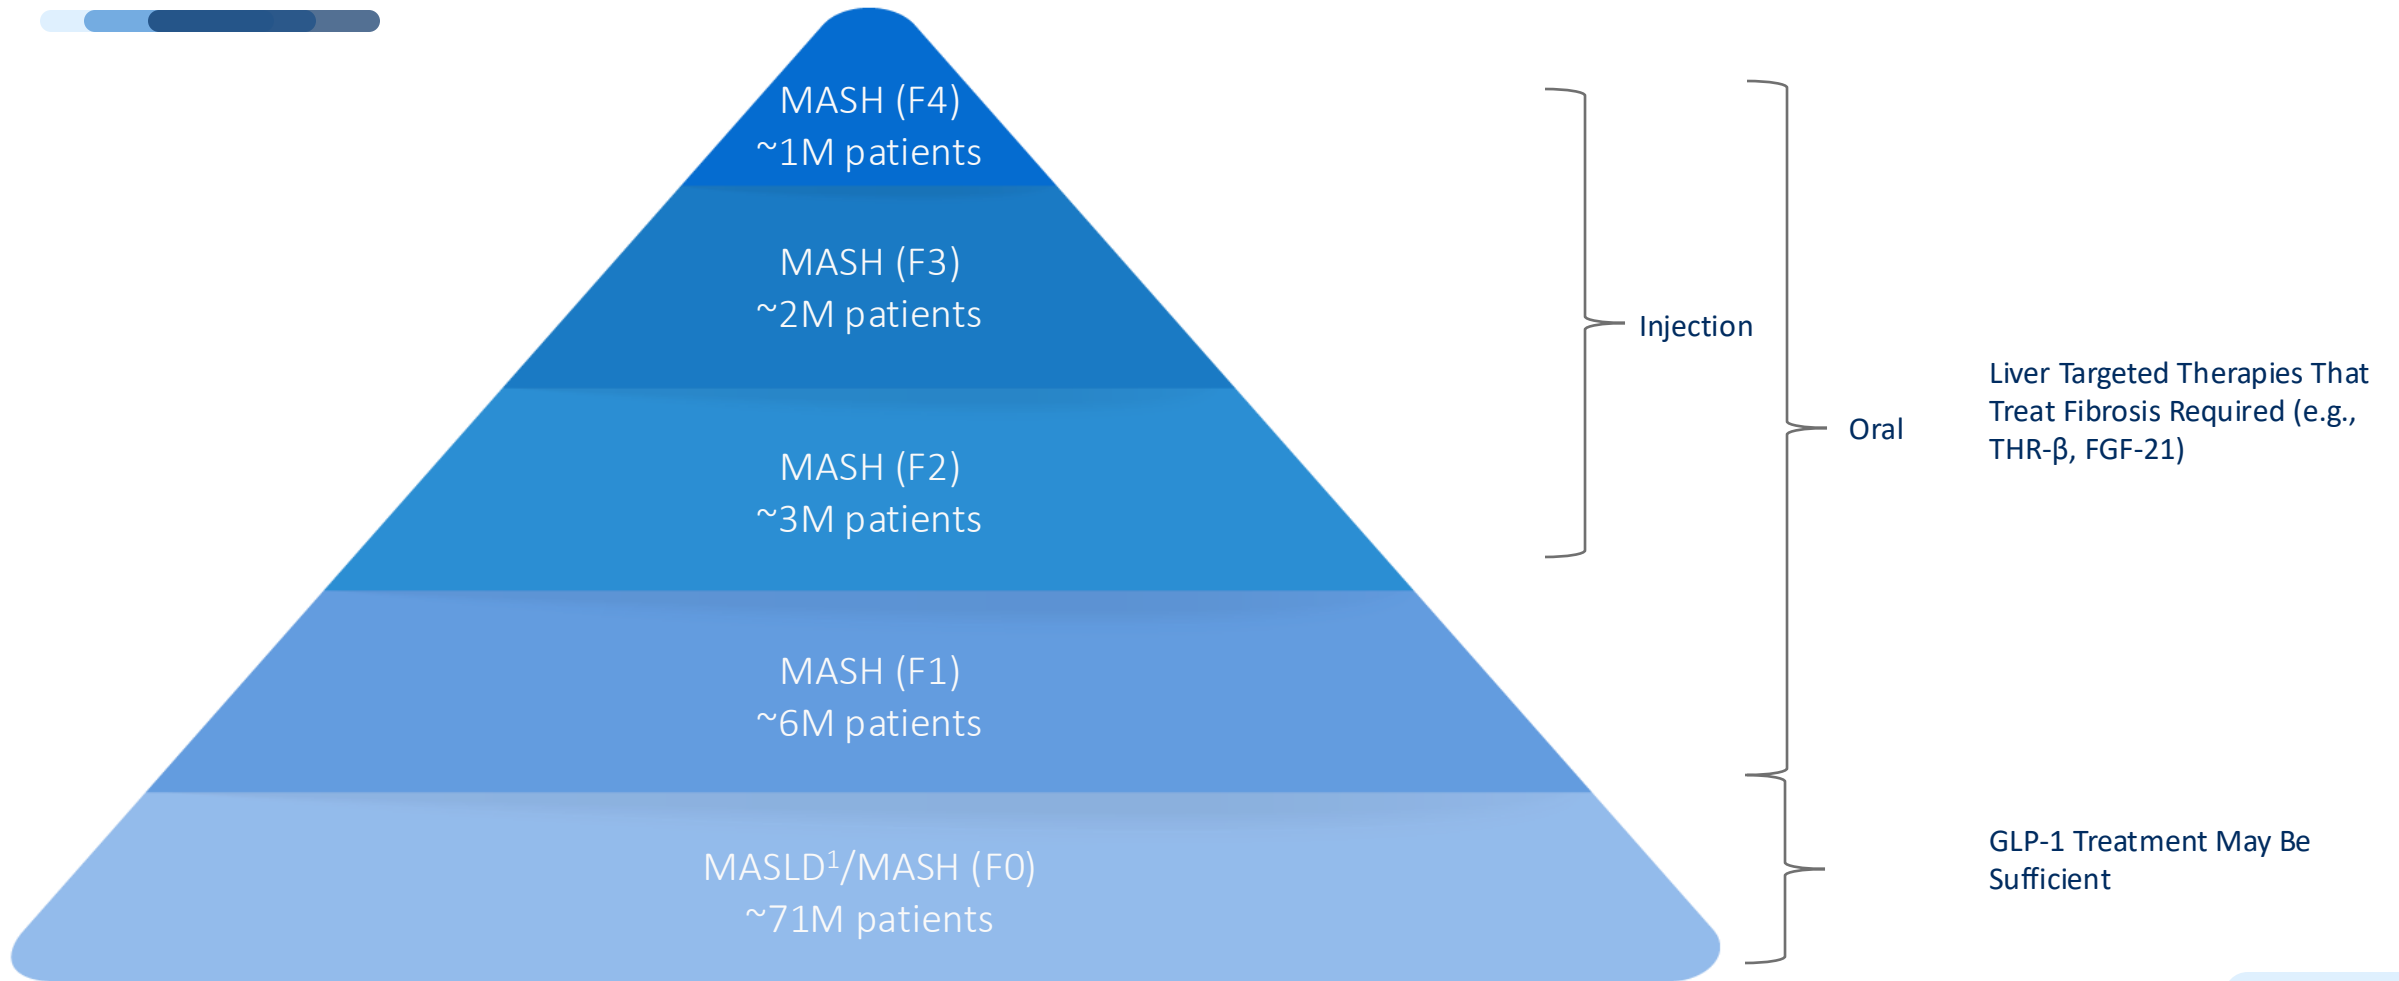 MASH (F4)
~1M patients
MASH (F3)
~2M patients
MASH (F2)
~3M patients
MASH (F1)
~6M patients
MASLD¹/MASH (F0)
~71M patients
Injection
Oral
Liver Targeted Therapies That
Treat Fibrosis Required (e.g.,
THR-β, FGF-21)
GLP-1 Treatment May Be
Sufficient